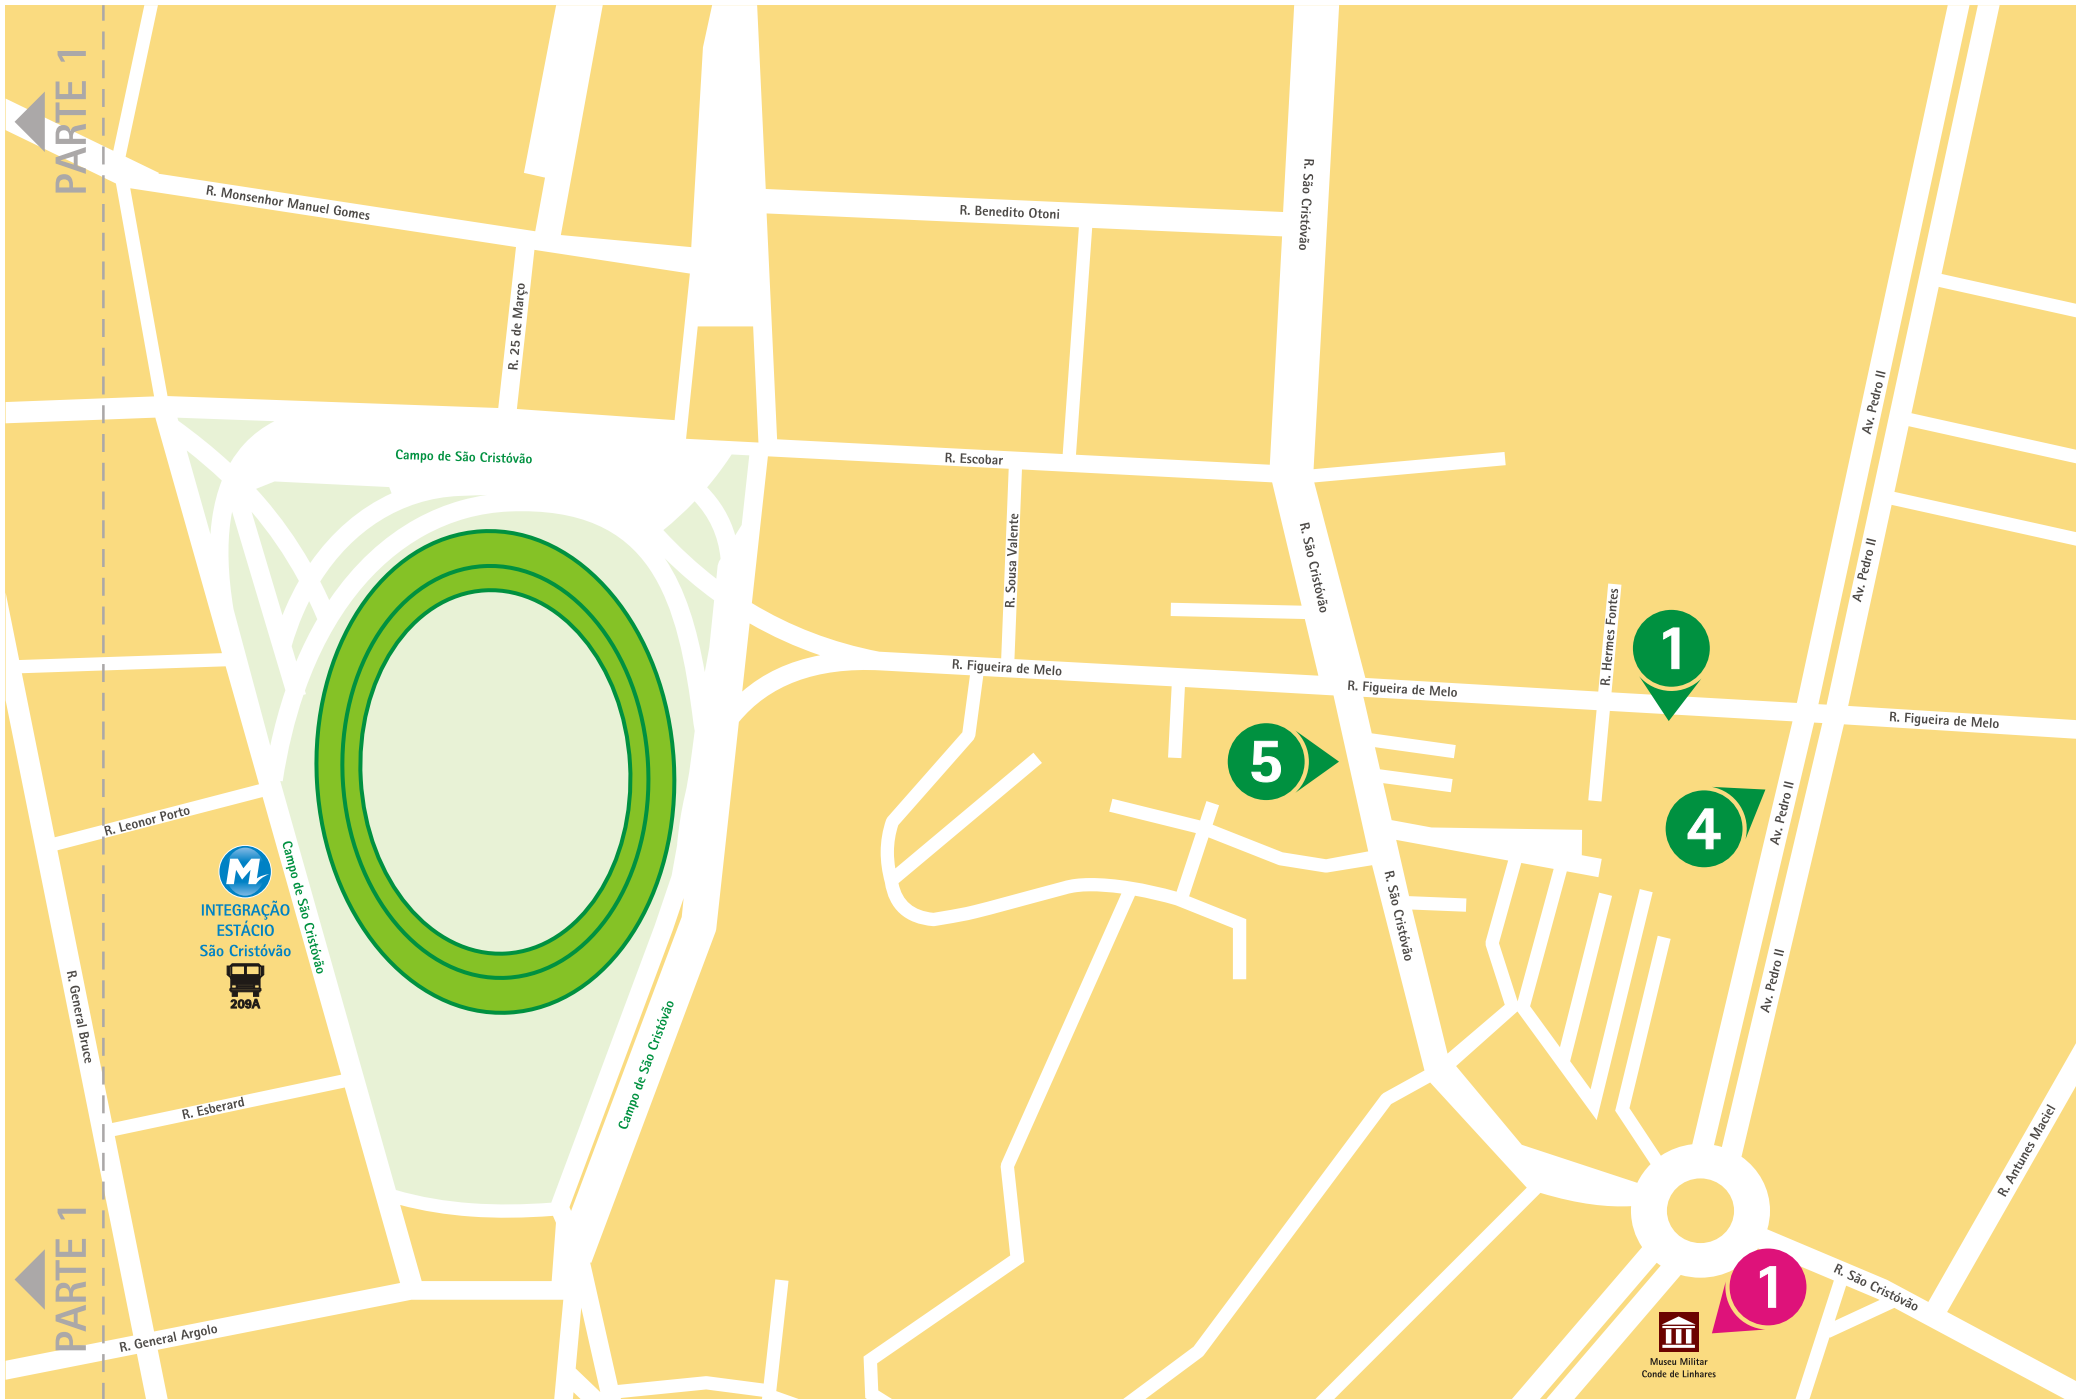 PARTE 1
R. Monsenhor Manuel Gomes
R. Benedito Otoni
R. São Cristóvão
R. 25 de Março
Av. Pedro II
Campo de São Cristóvão
R. Escobar
R. Sousa Valente
R. São Cristóvão
Av. Pedro II
R. Hermes Fontes
1
R. Figueira de Melo
R. Figueira de Melo
R. Figueira de Melo
5
4
Av. Pedro II
R. Leonor Porto
M
INTEGRAÇÃO
ESTÁCIO
São Cristóvão
209A
Campo de São Cristóvão
R. São Cristóvão
Av. Pedro II
R. General Bruce
Campo de São Cristóvão
R. Esberard
R. Antunes Maciel
PARTE 1
R. General Argolo
1
R. São Cristóvão
Museu Militar
Conde de Linhares